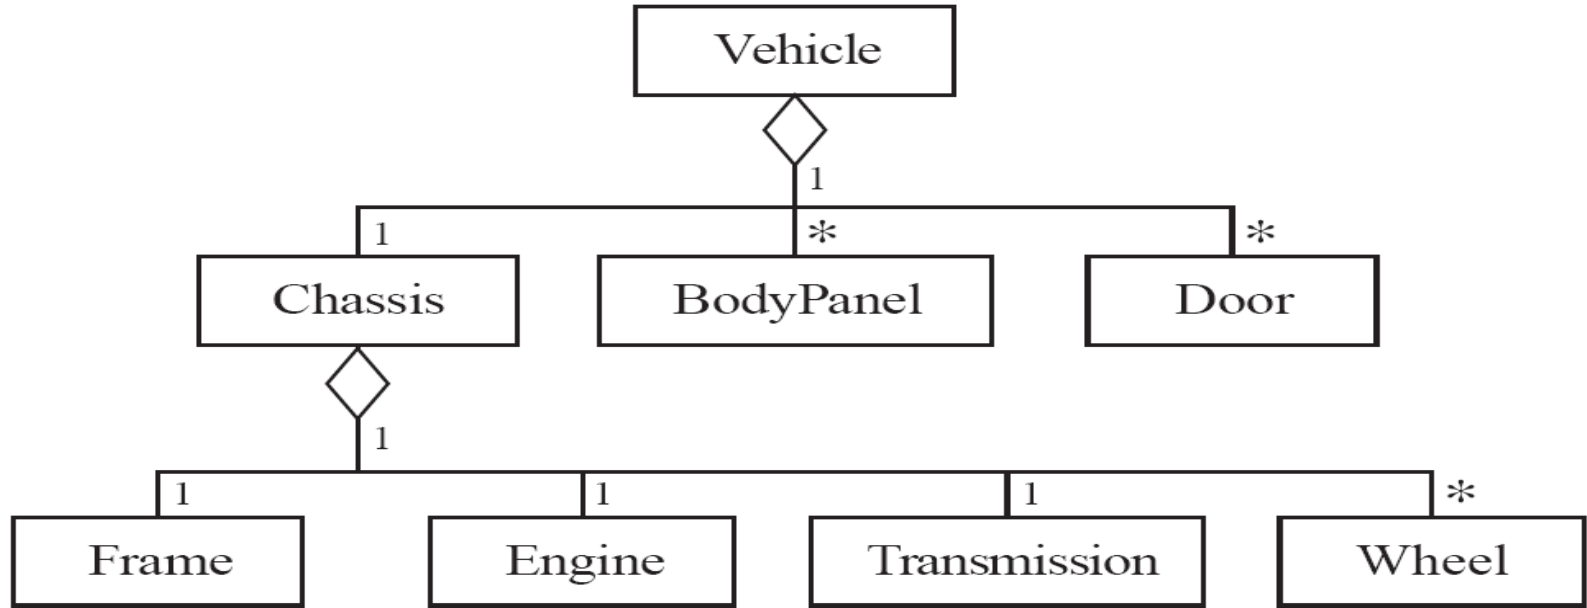 Vehicle
1
1
*
*
Chassis
BodyPanel
Door
1
1
1
1
*
Frame
Engine
Transmission
Wheel